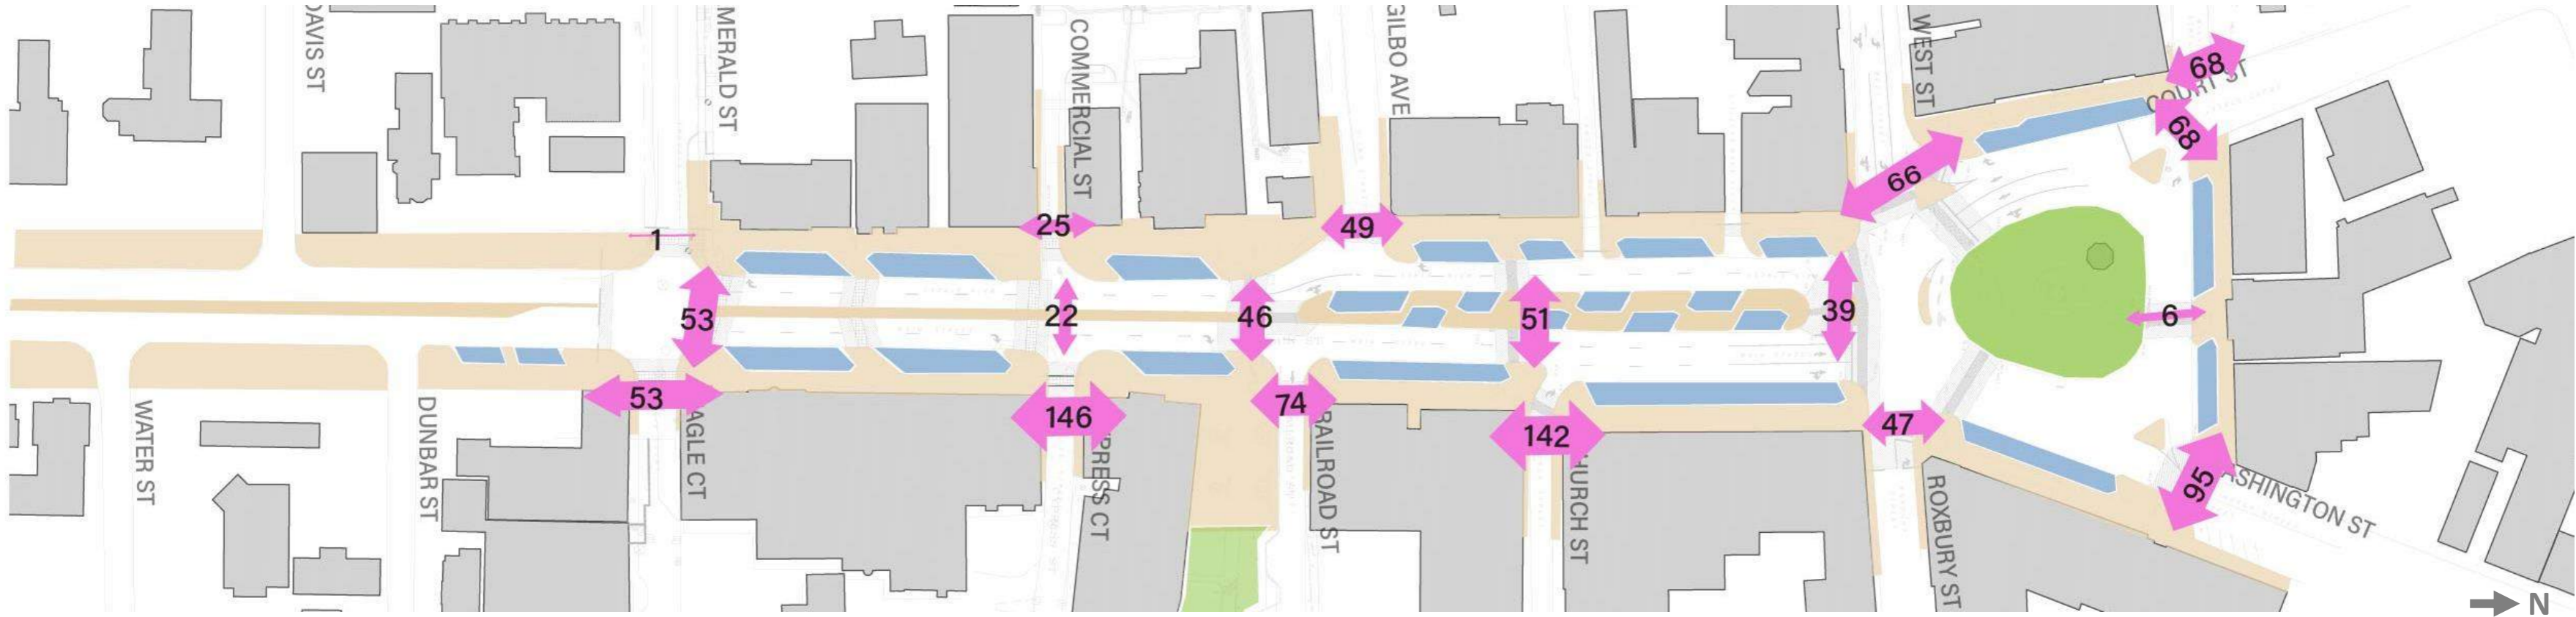 DAVIS ST
MERALD ST
COMMERCIAL ST
GILBO AVE
WEST ST
COURT ST
68
68
66
1
25
49
53
22
46
51
39
6
53
146
74
142
47
95
WATER ST
DUNBAR ST
AGLE CT
PRESS CT
RAILROAD ST
HURCH ST
ROXBURY ST
ASHINGTON ST
N